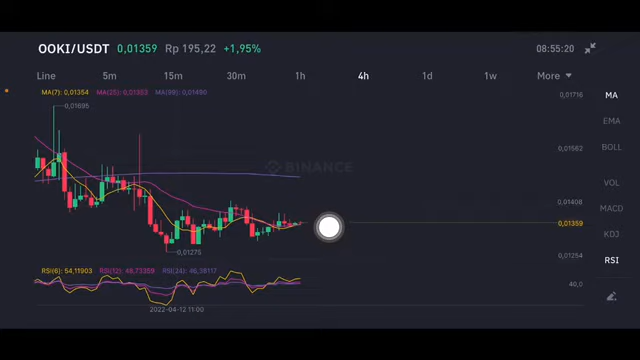 OOKI/USDT 0,01359 Rp 195,22 +1,95% 08:55:20
Line 5m 15m 30m 1h 4h 1d 1w More
MA(7): 0,01354 MA(25): 0,01353 MA(99): 0,01490
0,01716
MA
0,01695
EMA
0,01562
BOLL
BINANCE
VOL
0,01408
MACD
0,01359
KDJ
0,01275
0,01254
RSI
RSI(6): 54,11903 RSI(12): 48,73359 RSI(24): 46,38117
40,0
2022-04-12 11:00